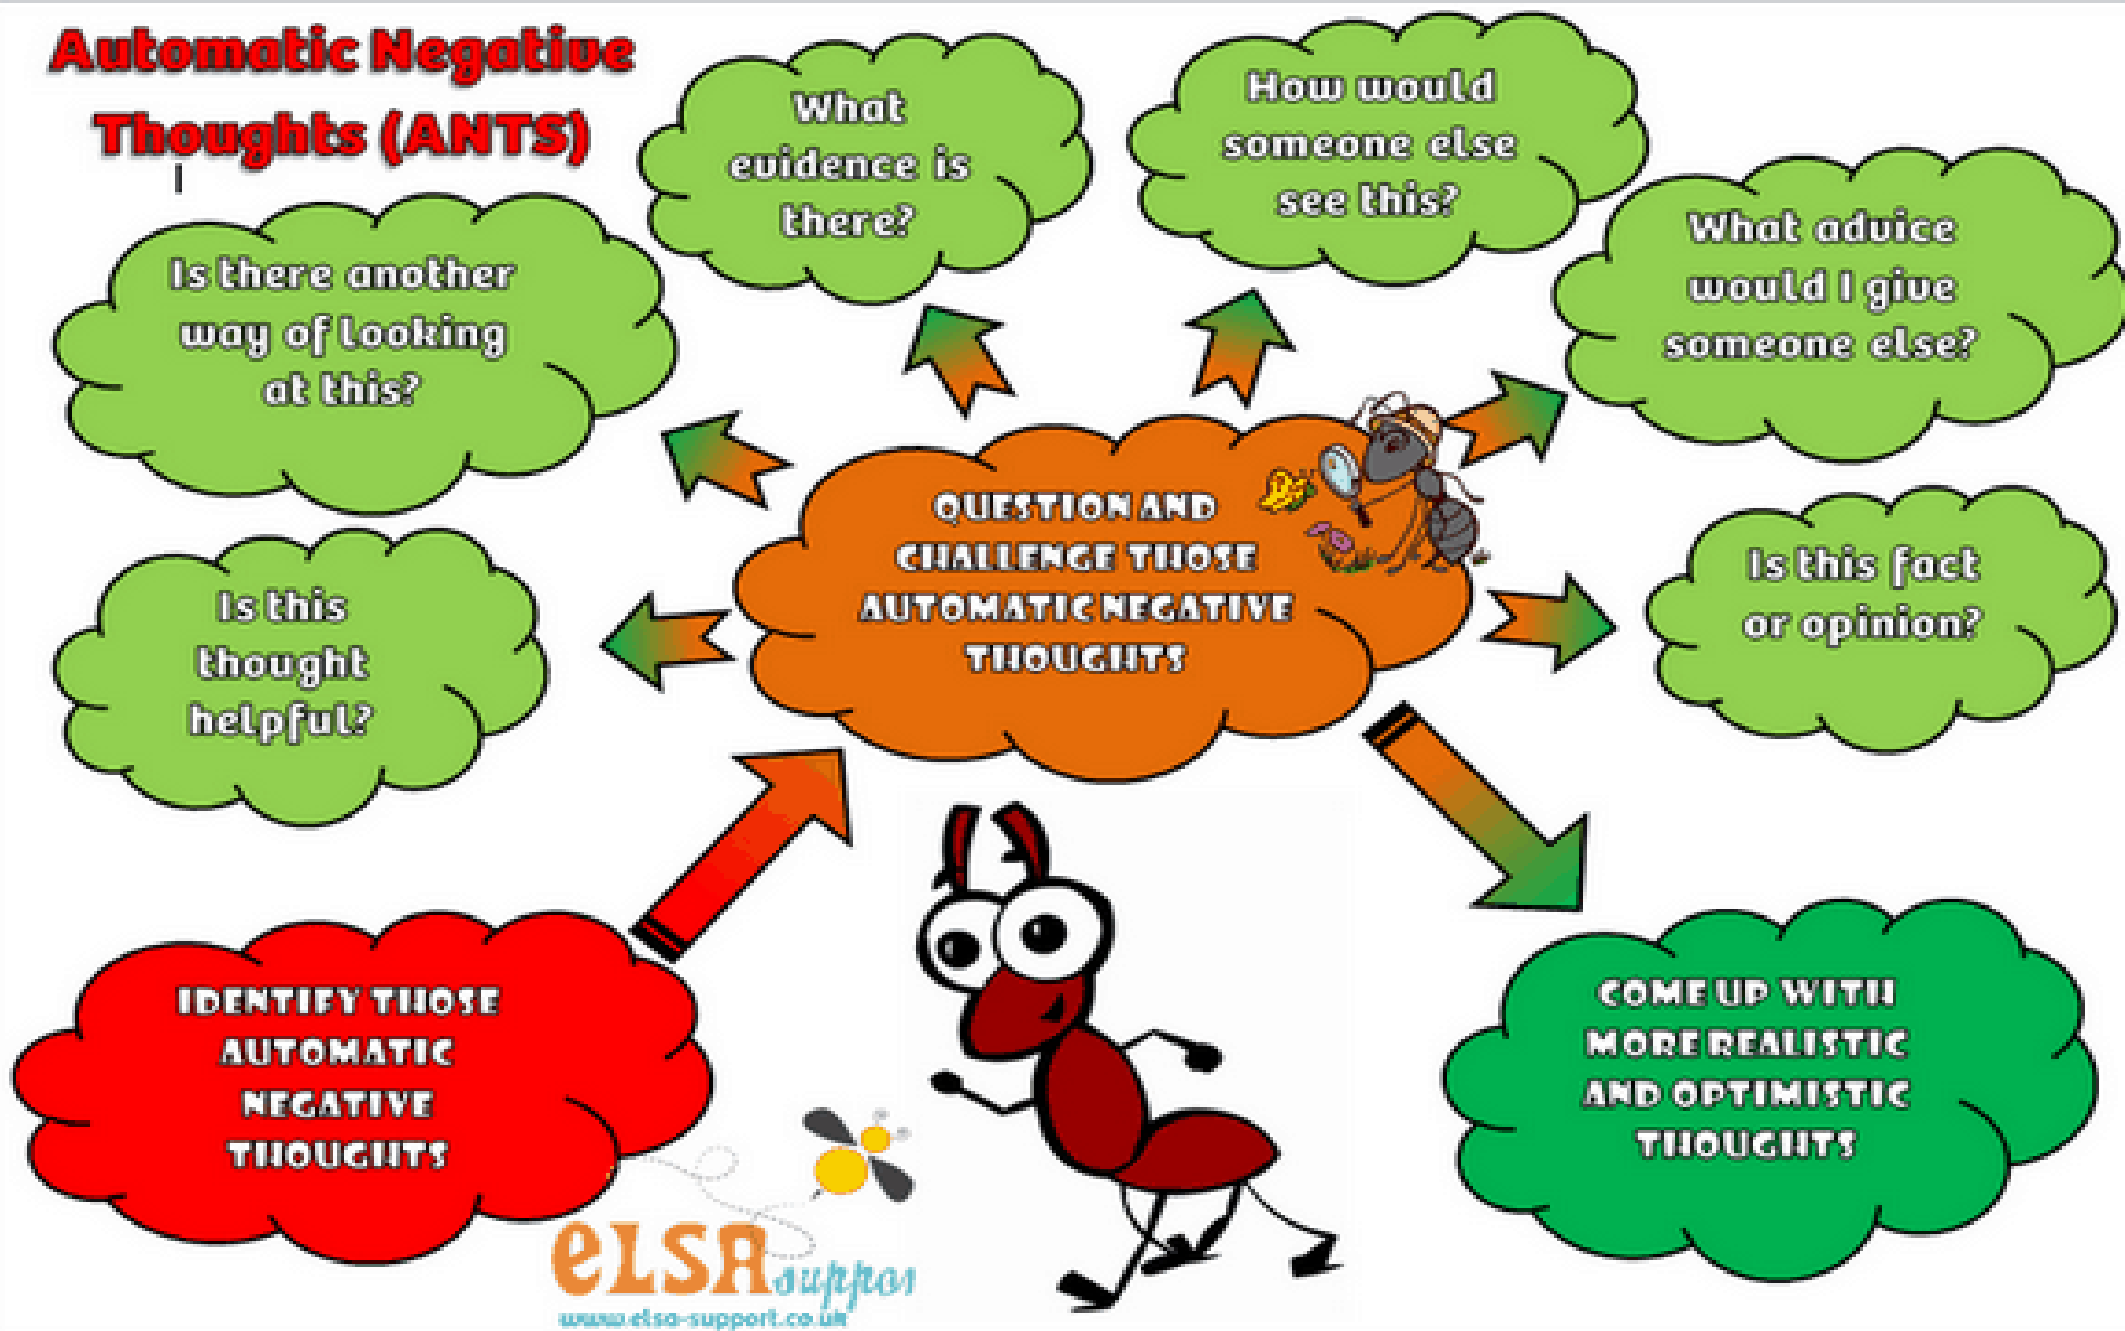 Automatic Negative
Thoughts (ANTS)
What
evidence is
there?
How would
someone else
see this?
Is there another
way of looking
at this?
What advice
would I give
someone else?
Is this
thought
helpful?
QUESTION AND
CHALLENGE THOSE
AUTOMATIC NEGATIVE
THOUGHTS
Is this fact
or opinion?
IDENTIFY THOSE
AUTOMATIC
NEGATIVE
THOUGHTS
COME UP WITH
MORE REALISTIC
AND OPTIMISTIC
THOUGHTS
eLSA suppor
www.elsa-support.co.uk